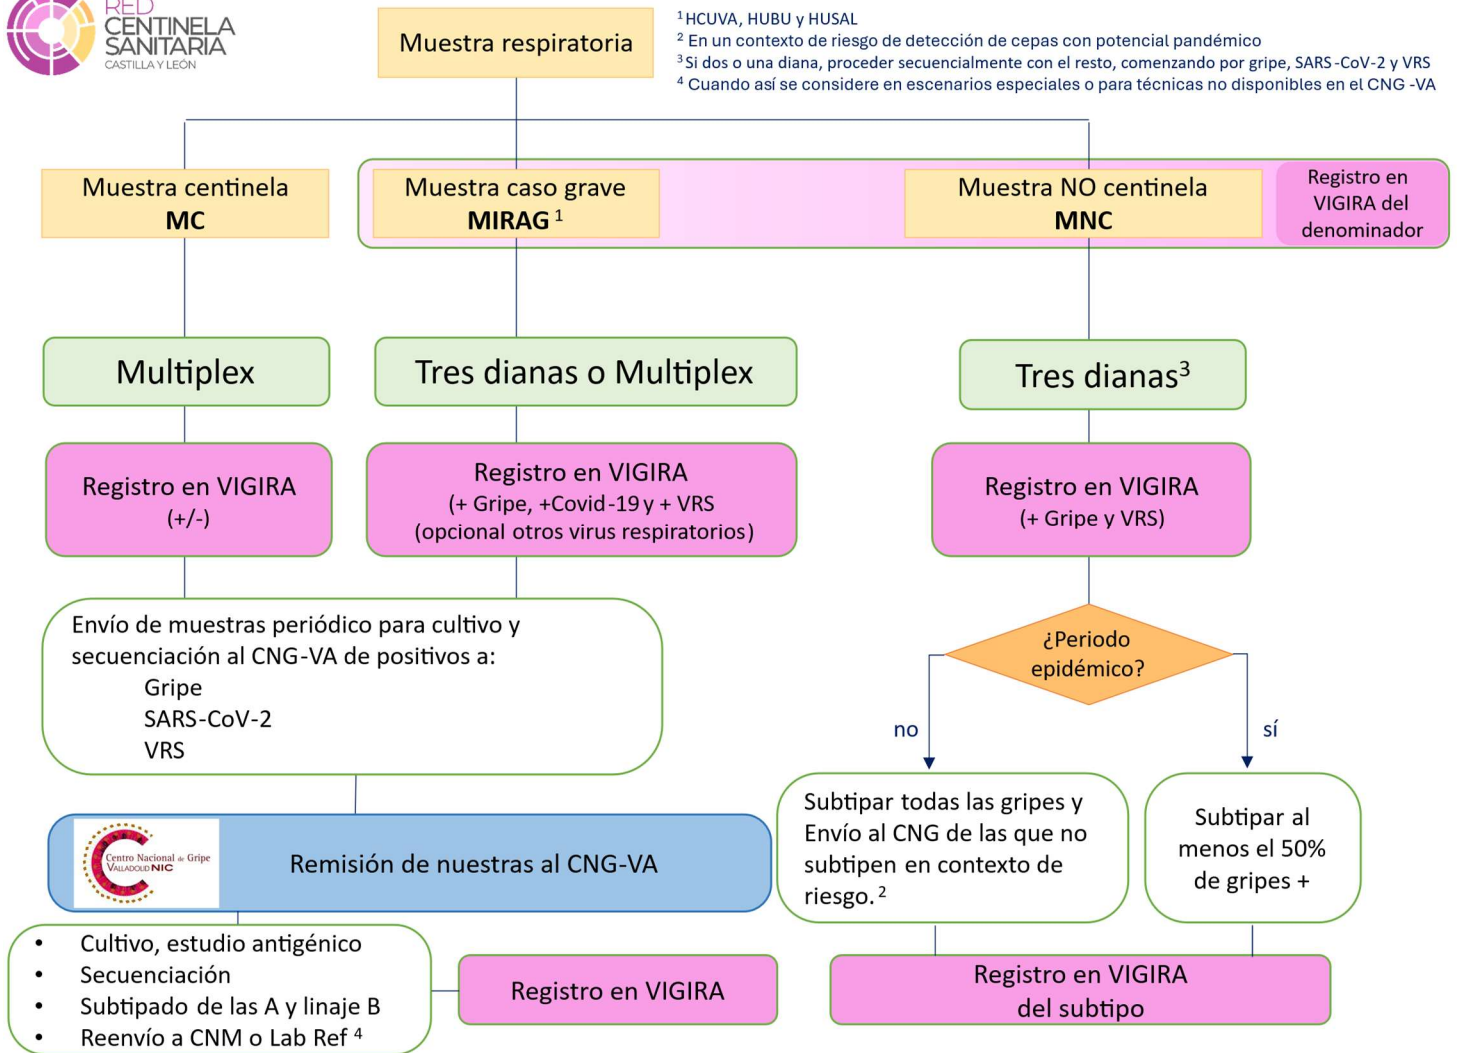 RED
CENTINELA
SANITARIA
CASTILLA Y LEÓN
Muestra respiratoria
¹ HCUVA, HUBU y HUSAL
² En un contexto de riesgo de detección de cepas con potencial pandémico
³ Si dos o una diana, proceder secuencialmente con el resto, comenzando por gripe, SARS-CoV-2 y VRS
⁴ Cuando así se considere en escenarios especiales o para técnicas no disponibles en el CNG -VA
Muestra centinela
MC
Muestra caso grave
MIRAG ¹
Muestra NO centinela
MNC
Registro en
VIGIRA del
denominador
Multiplex
Tres dianas o Multiplex
Tres dianas³
Registro en VIGIRA
(+/-)
Registro en VIGIRA
(+ Gripe, +Covid-19 y + VRS
(opcional otros virus respiratorios)
Registro en VIGIRA
(+ Gripe y VRS)
Envío de muestras periódico para cultivo y
secuenciación al CNG-VA de positivos a:
Gripe
SARS-CoV-2
VRS
¿Periodo
epidémico?
no
sí
Subtipar todas las gripes y
Envío al CNG de las que no
subtipen en contexto de
riesgo. ²
Subtipar al
menos el 50%
de gripes +
Centro Nacional de Gripe
VALLADOLID NIC
Remisión de nuestras al CNG-VA
• Cultivo, estudio antigénico
• Secuenciación
• Subtipado de las A y linaje B
• Reenvío a CNM o Lab Ref ⁴
Registro en VIGIRA
Registro en VIGIRA
del subtipo